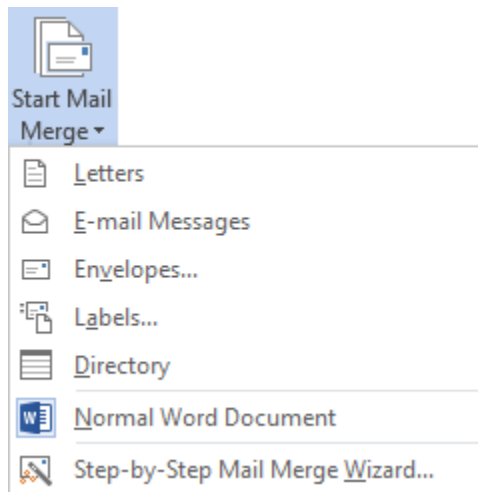 Start Mail
Merge
Letters
E-mail Messages
Envelopes...
Labels...
Directory
Normal Word Document
Step-by-Step Mail Merge Wizard...